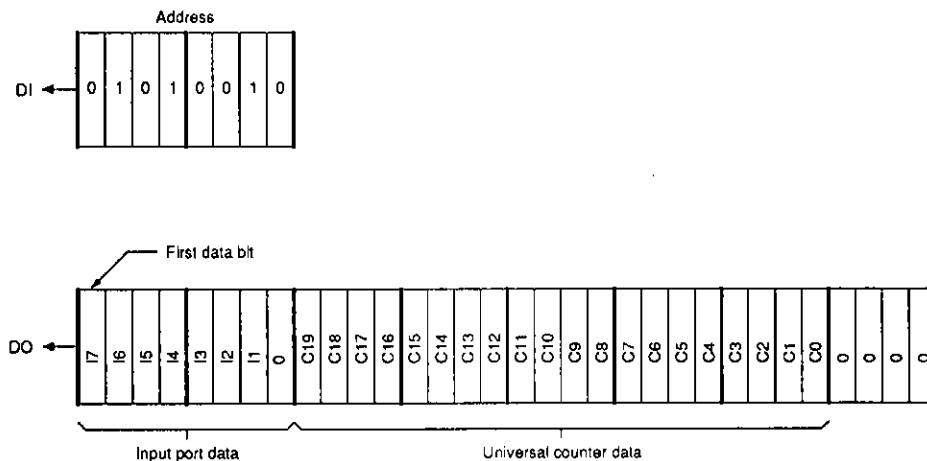 Address
DI
0 1 0 1 0 0 1 0
First data bit
DO
I7 I6 I5 I4 I3 I2 I1 0 C19 C18 C17 C16 C15 C14 C13 C12 C11 C10 C9 C8 C7 C6 C5 C4 C3 C2 C1 C0 0 0 0 0
Input port data
Universal counter data